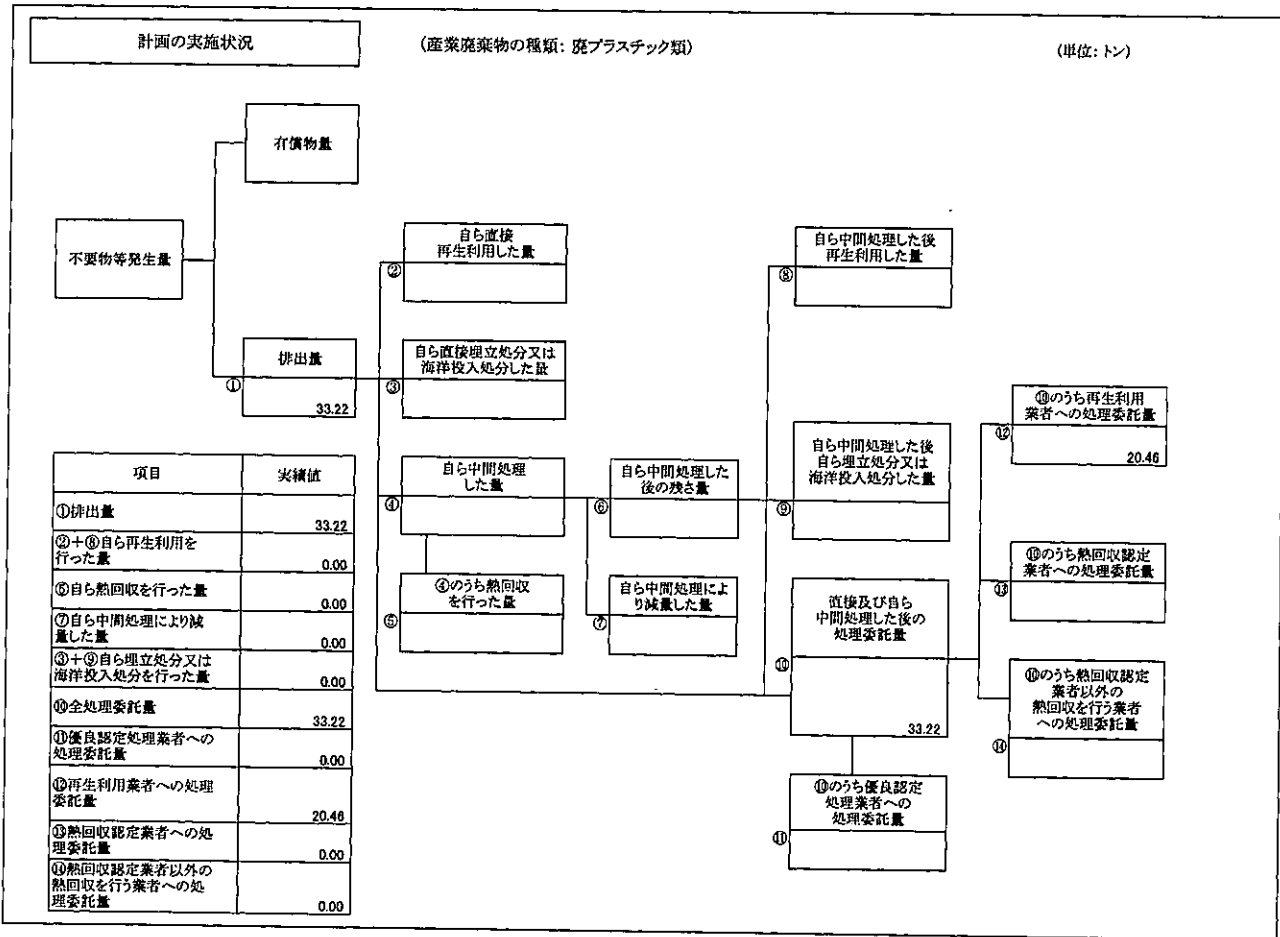 計画の実施状況
(産業廃棄物の種類: 廃プラスチック類)
(単位:トン)
有償物量
不要物等発生量
排出量
①
33.22
自ら直接
再生利用した量
②
自ら直接埋立処分又は
海洋投入処分した量
③
自ら中間処理
した量
④
④のうち熱回収
を行った量
⑤
自ら中間処理した
後の残さ量
⑥
自ら中間処理によ
り減量した量
⑦
自ら中間処理した後
再生利用した量
⑧
自ら中間処理した後
自ら埋立処分又は
海洋投入処分した量
⑨
直接及び自ら
中間処理した後の
処理委託量
⑩
33.22
⑩のうち優良認定
処理業者への
処理委託量
⑪
⑩のうち再生利用
業者への処理委託量
⑫
20.46
⑩のうち熱回収認定
業者への処理委託量
⑬
⑩のうち熱回収認定
業者以外の
熱回収を行う業者
への処理委託量
⑭
項目 実績値
①排出量 33.22
②+⑧自ら再生利用を
行った量 0.00
⑤自ら熱回収を行った量 0.00
⑦自ら中間処理により減
量した量 0.00
③+⑨自ら埋立処分又は
海洋投入処分を行った量 0.00
⑩全処理委託量 33.22
⑪優良認定処理業者への
処理委託量 0.00
⑫再生利用業者への処理
委託量 20.46
⑬熱回収認定業者への処
理委託量 0.00
⑭熱回収認定業者以外の
熱回収を行う業者への処
理委託量 0.00